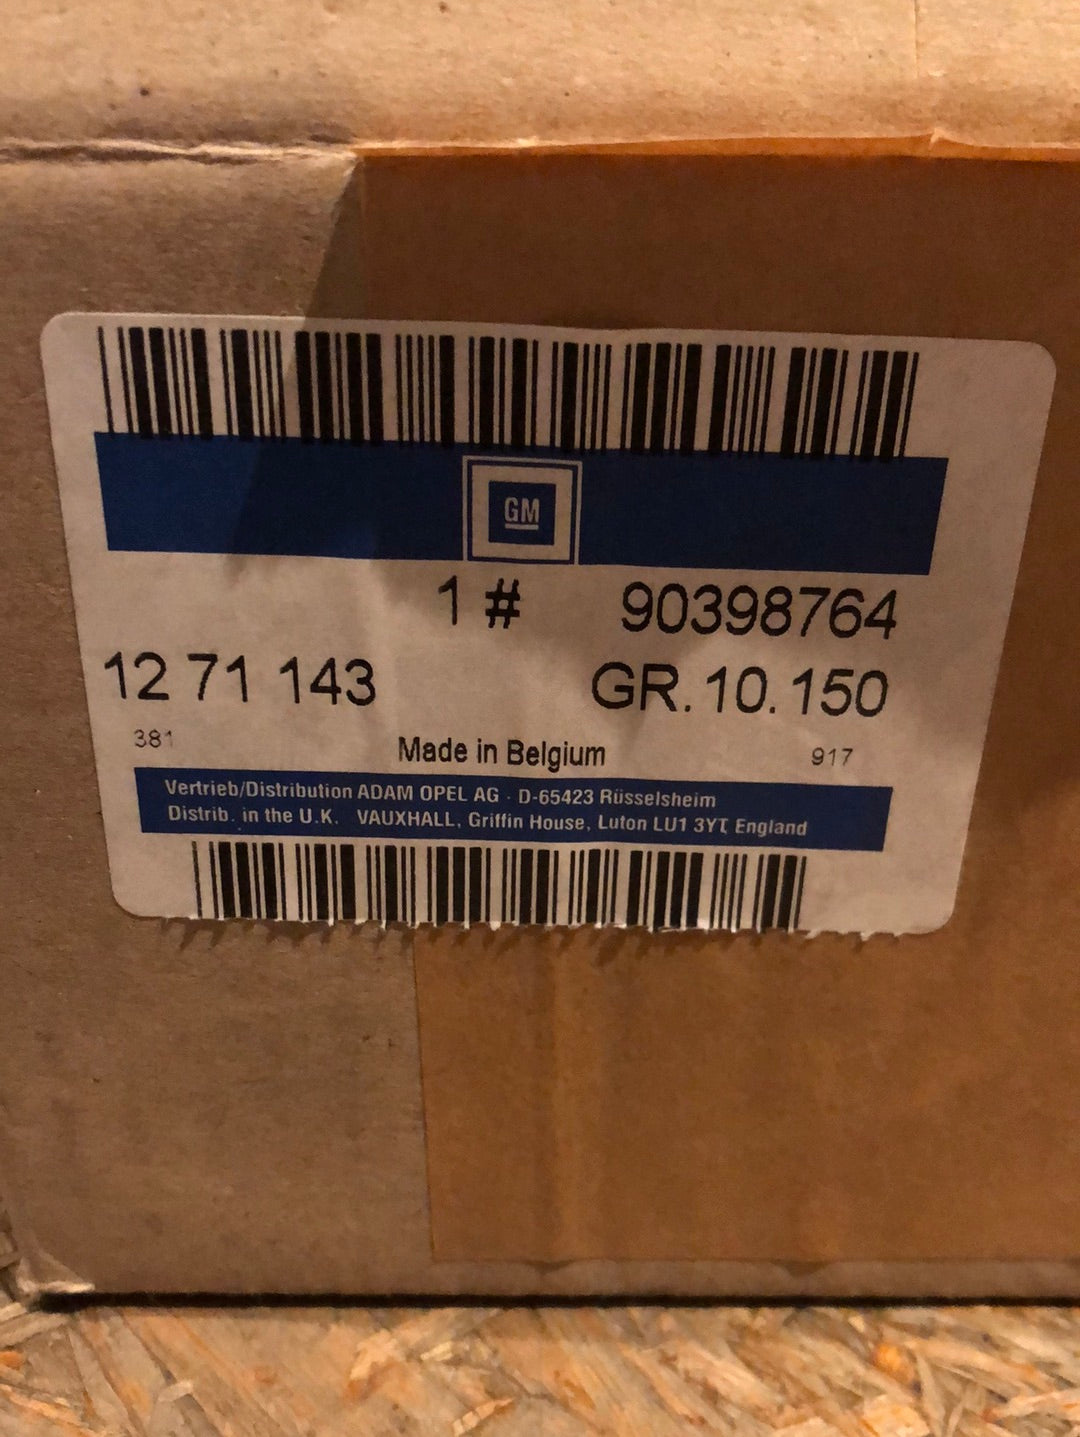 GM
1 # 90398764
12 71 143 GR. 10. 150
381 Made in Belgium 917
Vertrieb/Distribution ADAM OPEL AG · D-65423 Rüsselsheim
Distrib. in the U.K. VAUXHALL, Griffin House, Luton LU1 3YT, England